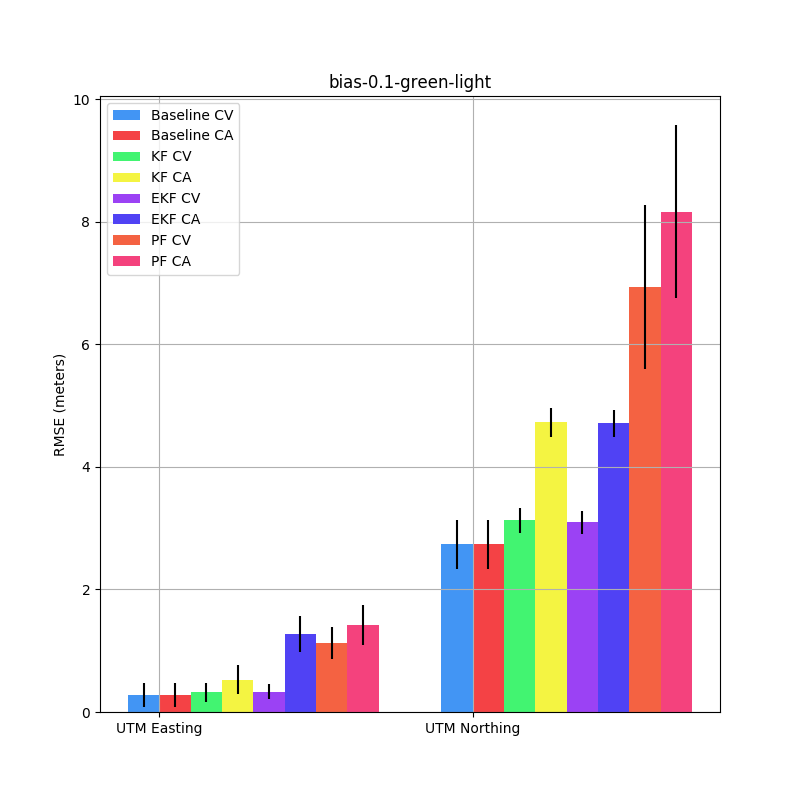 bias-0.1-green-light
Baseline CV
Baseline CA
KF CV
KF CA
EKF CV
EKF CA
PF CV
PF CA
10
8
6
4
2
0
RMSE (meters)
UTM Easting
UTM Northing